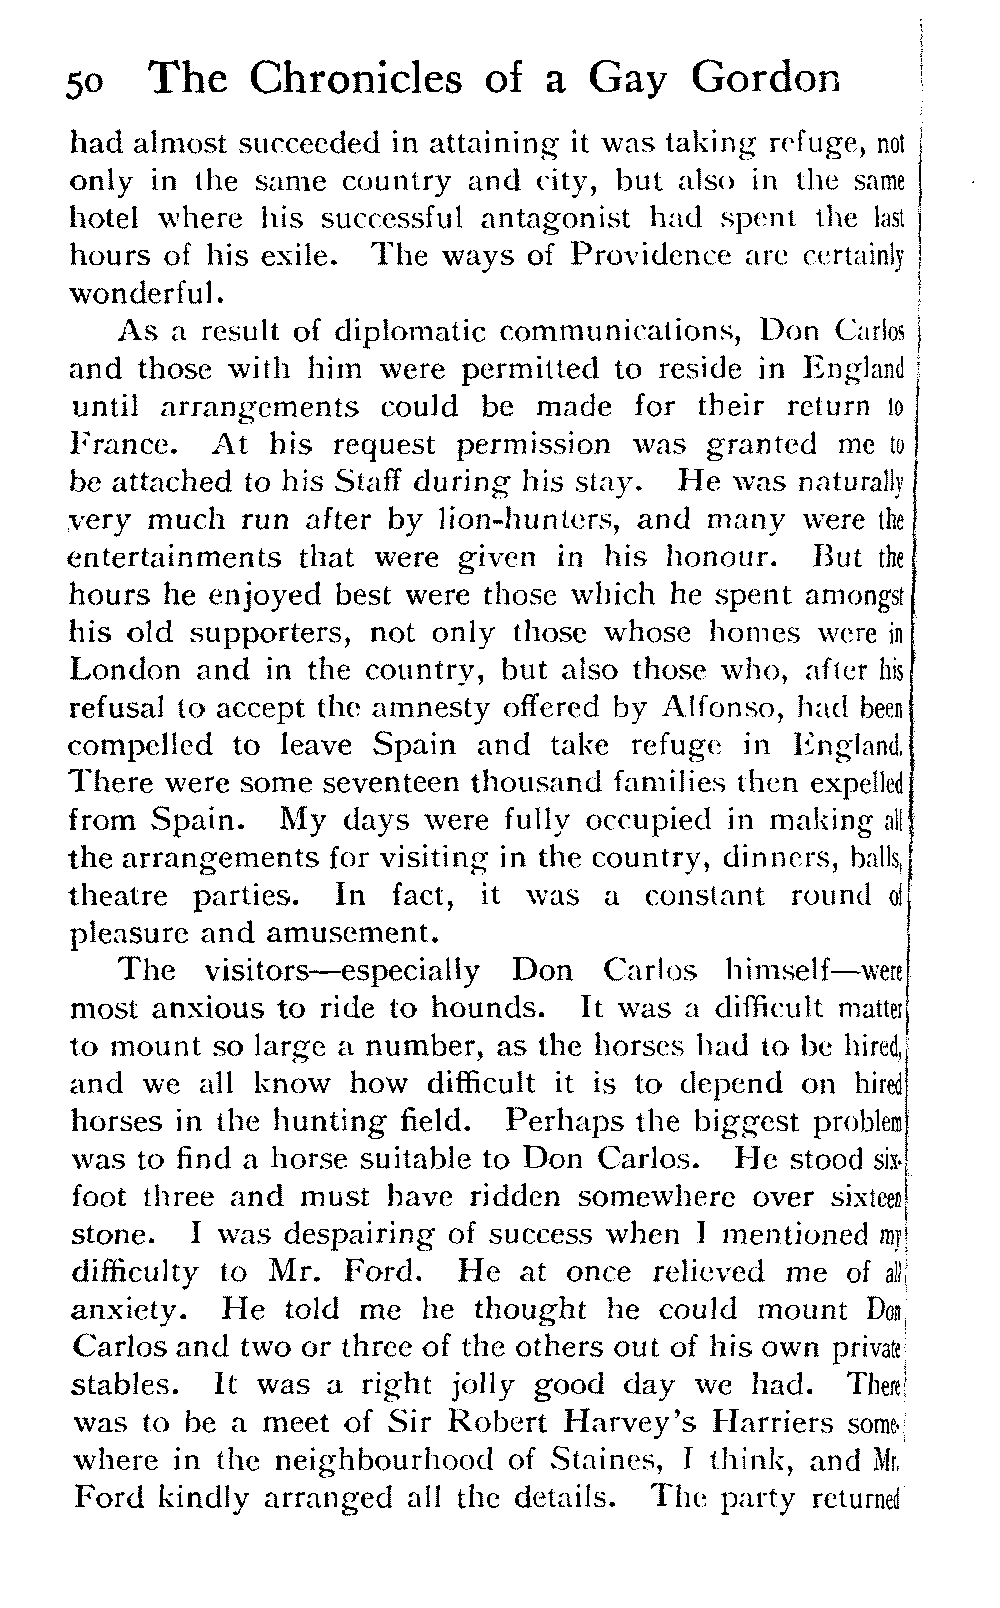 50 The Chronicles of a Gay Gordon
had almost succeeded in attaining it was taking refuge, not
only in the same country and city, but also in the same
hotel where his successful antagonist had spent the last
hours of his exile. The ways of Providence are certainly
wonderful.
As a result of diplomatic communications, Don Carlos
and those with him were permitted to reside in England
until arrangements could be made for their return to
France. At his request permission was granted me to
be attached to his Staff during his stay. He was naturally
very much run after by lion-hunters, and many were the
entertainments that were given in his honour. But the
hours he enjoyed best were those which he spent amongst
his old supporters, not only those whose homes were in
London and in the country, but also those who, after his
refusal to accept the amnesty offered by Alfonso, had been
compelled to leave Spain and take refuge in England.
There were some seventeen thousand families then expelled
from Spain. My days were fully occupied in making all
the arrangements for visiting in the country, dinners, balls,
theatre parties. In fact, it was a constant round of
pleasure and amusement.
The visitors—especially Don Carlos himself—were
most anxious to ride to hounds. It was a difficult matter
to mount so large a number, as the horses had to be hired,
and we all know how difficult it is to depend on hired
horses in the hunting field. Perhaps the biggest problem
was to find a horse suitable to Don Carlos. He stood six-
foot three and must have ridden somewhere over sixteen
stone. I was despairing of success when I mentioned my
difficulty to Mr. Ford. He at once relieved me of all
anxiety. He told me he thought he could mount Don
Carlos and two or three of the others out of his own private
stables. It was a right jolly good day we had. There
was to be a meet of Sir Robert Harvey's Harriers some-
where in the neighbourhood of Staines, I think, and Mr.
Ford kindly arranged all the details. The party returned